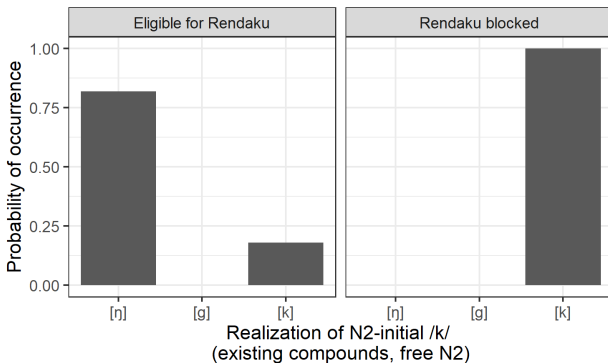 Eligible for Rendaku
Rendaku blocked
Probability of occurrence
1.00
0.75
0.50
0.25
0.00
[ŋ] [g] [k]
[ŋ] [g] [k]
Realization of N2-initial /k/
(existing compounds, free N2)